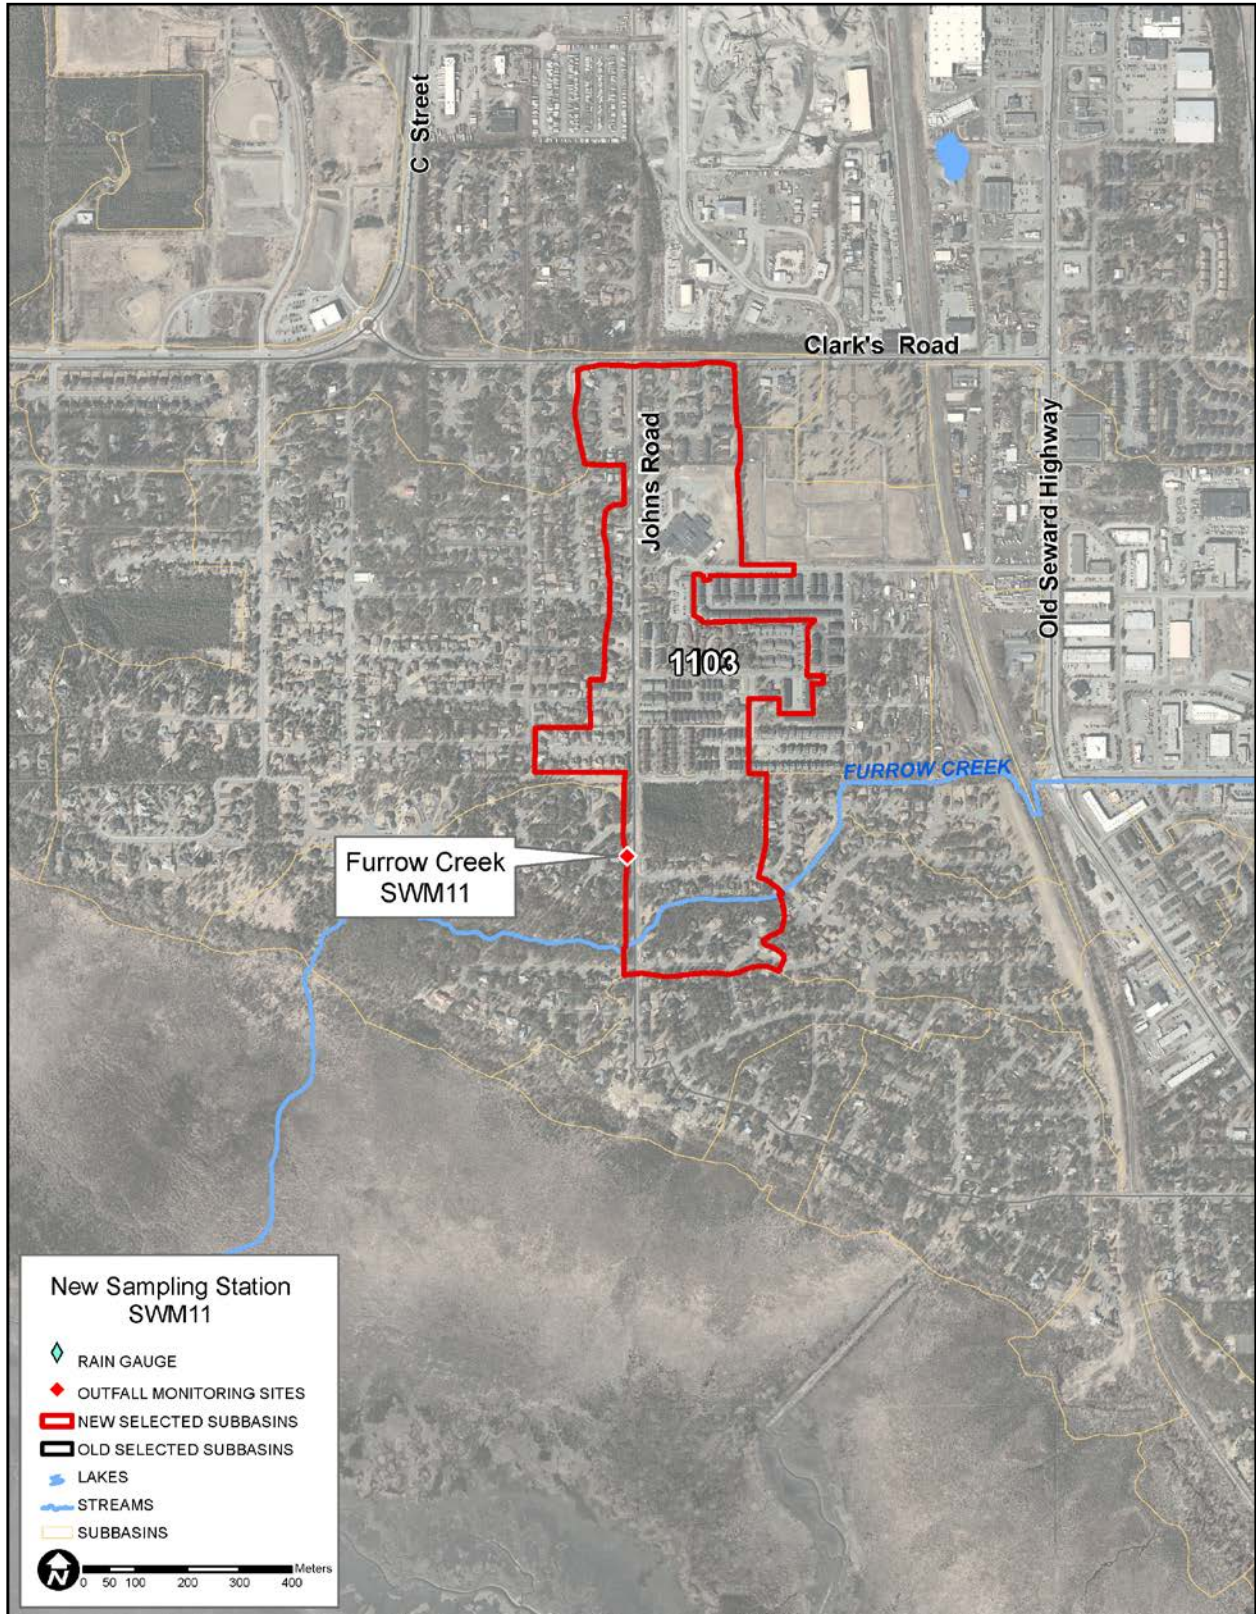 C Street
Clark's Road
Johns Road
Old Seward Highway
1103
FURROW CREEK
Furrow Creek
SWM11
New Sampling Station
SWM11
RAIN GAUGE
OUTFALL MONITORING SITES
NEW SELECTED SUBBASINS
OLD SELECTED SUBBASINS
LAKES
STREAMS
SUBBASINS
N
Meters
0 50 100 200 300 400